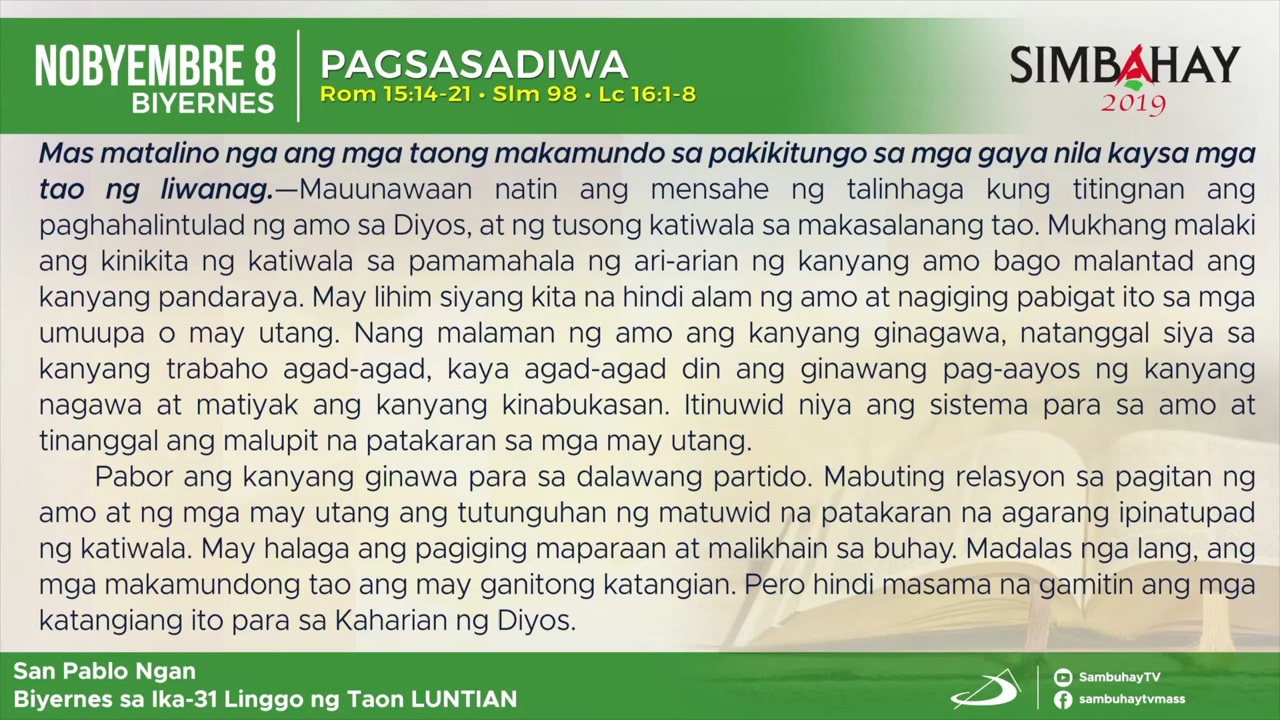 NOBYEMBRE 8
BIYERNES
PAGSASADIWA
Rom 15:14-21 • Slm 98 • Lc 16:1-8
SIMBAHAY
2019
Mas matalino nga ang mga taong makamundo sa pakikitungo sa mga gaya nila kaysa mga
tao ng liwanag.—Mauunawaan natin ang mensahe ng talinhaga kung titingnan ang
paghahalintulad ng amo sa Diyos, at ng tusong katiwala sa makasalanang tao. Mukhang malaki
ang kinikita ng katiwala sa pamamahala ng ari-arian ng kanyang amo bago malantad ang
kanyang pandaraya. May lihim siyang kita na hindi alam ng amo at nagiging pabigat ito sa mga
umuupa o may utang. Nang malaman ng amo ang kanyang ginagawa, natanggal siya sa
kanyang trabaho agad-agad, kaya agad-agad din ang ginawang pag-aayos ng kanyang
nagawa at matiyak ang kanyang kinabukasan. Itinuwid niya ang sistema para sa amo at
tinanggal ang malupit na patakaran sa mga may utang.
Pabor ang kanyang ginawa para sa dalawang partido. Mabuting relasyon sa pagitan ng
amo at ng mga may utang ang tutunguhan ng matuwid na patakaran na agarang ipinatupad
ng katiwala. May halaga ang pagiging maparaan at malikhain sa buhay. Madalas nga lang, ang
mga makamundong tao ang may ganitong katangian. Pero hindi masama na gamitin ang mga
katangiang ito para sa Kaharian ng Diyos.
San Pablo Ngan
Biyernes sa Ika-31 Linggo ng Taon LUNTIAN
SambuhayTV
sambuhaytvmass